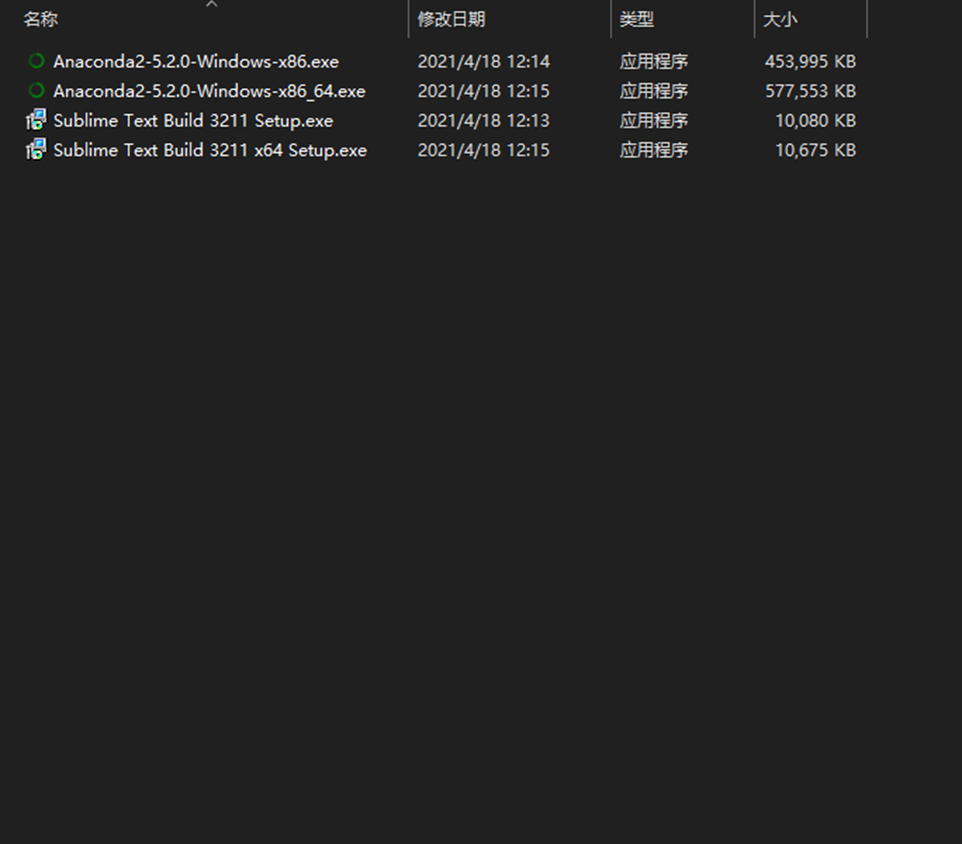 名称 修改日期 类型 大小
Anaconda2-5.2.0-Windows-x86.exe 2021/4/18 12:14 应用程序 453,995 KB
Anaconda2-5.2.0-Windows-x86_64.exe 2021/4/18 12:15 应用程序 577,553 KB
Sublime Text Build 3211 Setup.exe 2021/4/18 12:13 应用程序 10,080 KB
Sublime Text Build 3211 x64 Setup.exe 2021/4/18 12:15 应用程序 10,675 KB